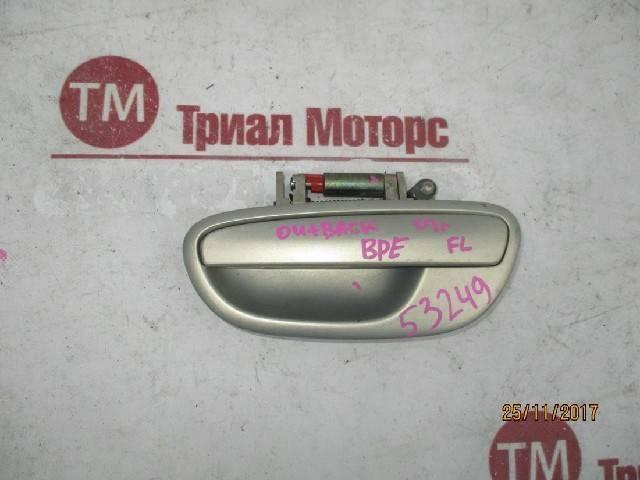 TM
Триал Моторс
OUTBACK
BPE FL
53249
25/11/2017
TM